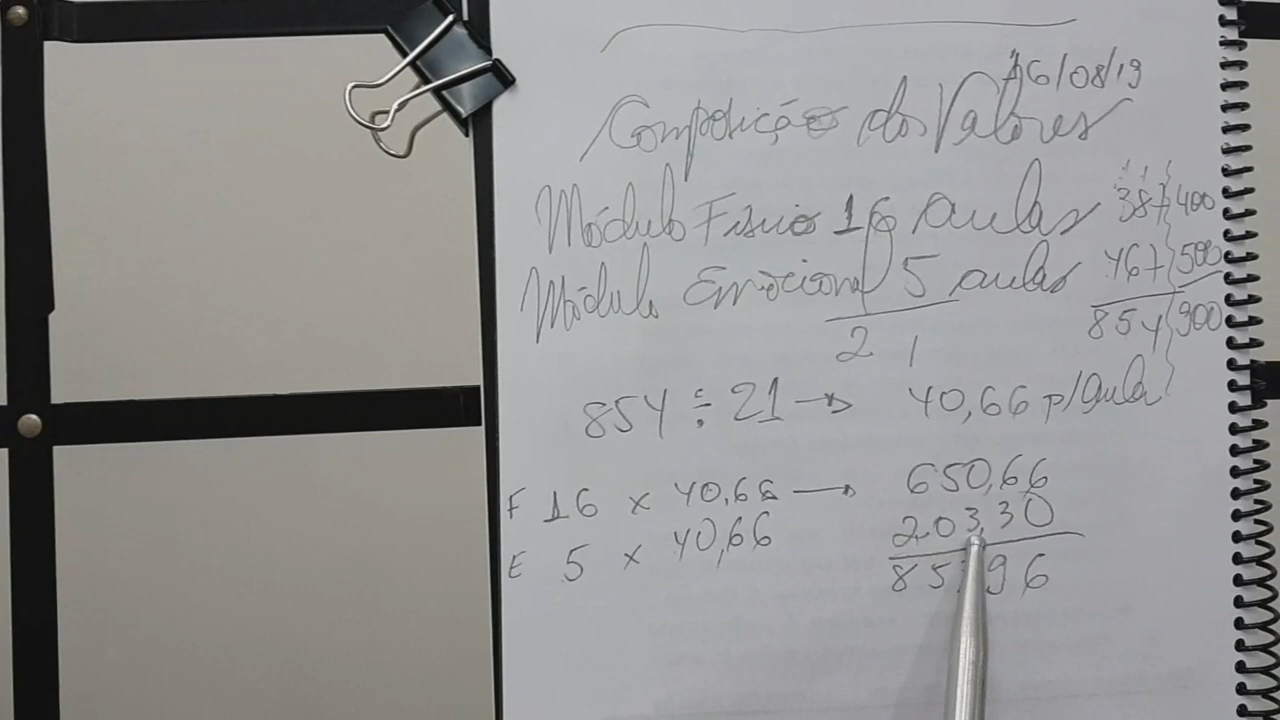 16/08/19
Composição dos Valores
Módulo Físico 16 aulas 387 400
Módulo Emocional 5 aulas 467 500
21 854 900
854 ÷ 21 → 40,66 p/aula
F 16 x 40,66 → 650,66
E 5 x 40,66 203,30
85 96